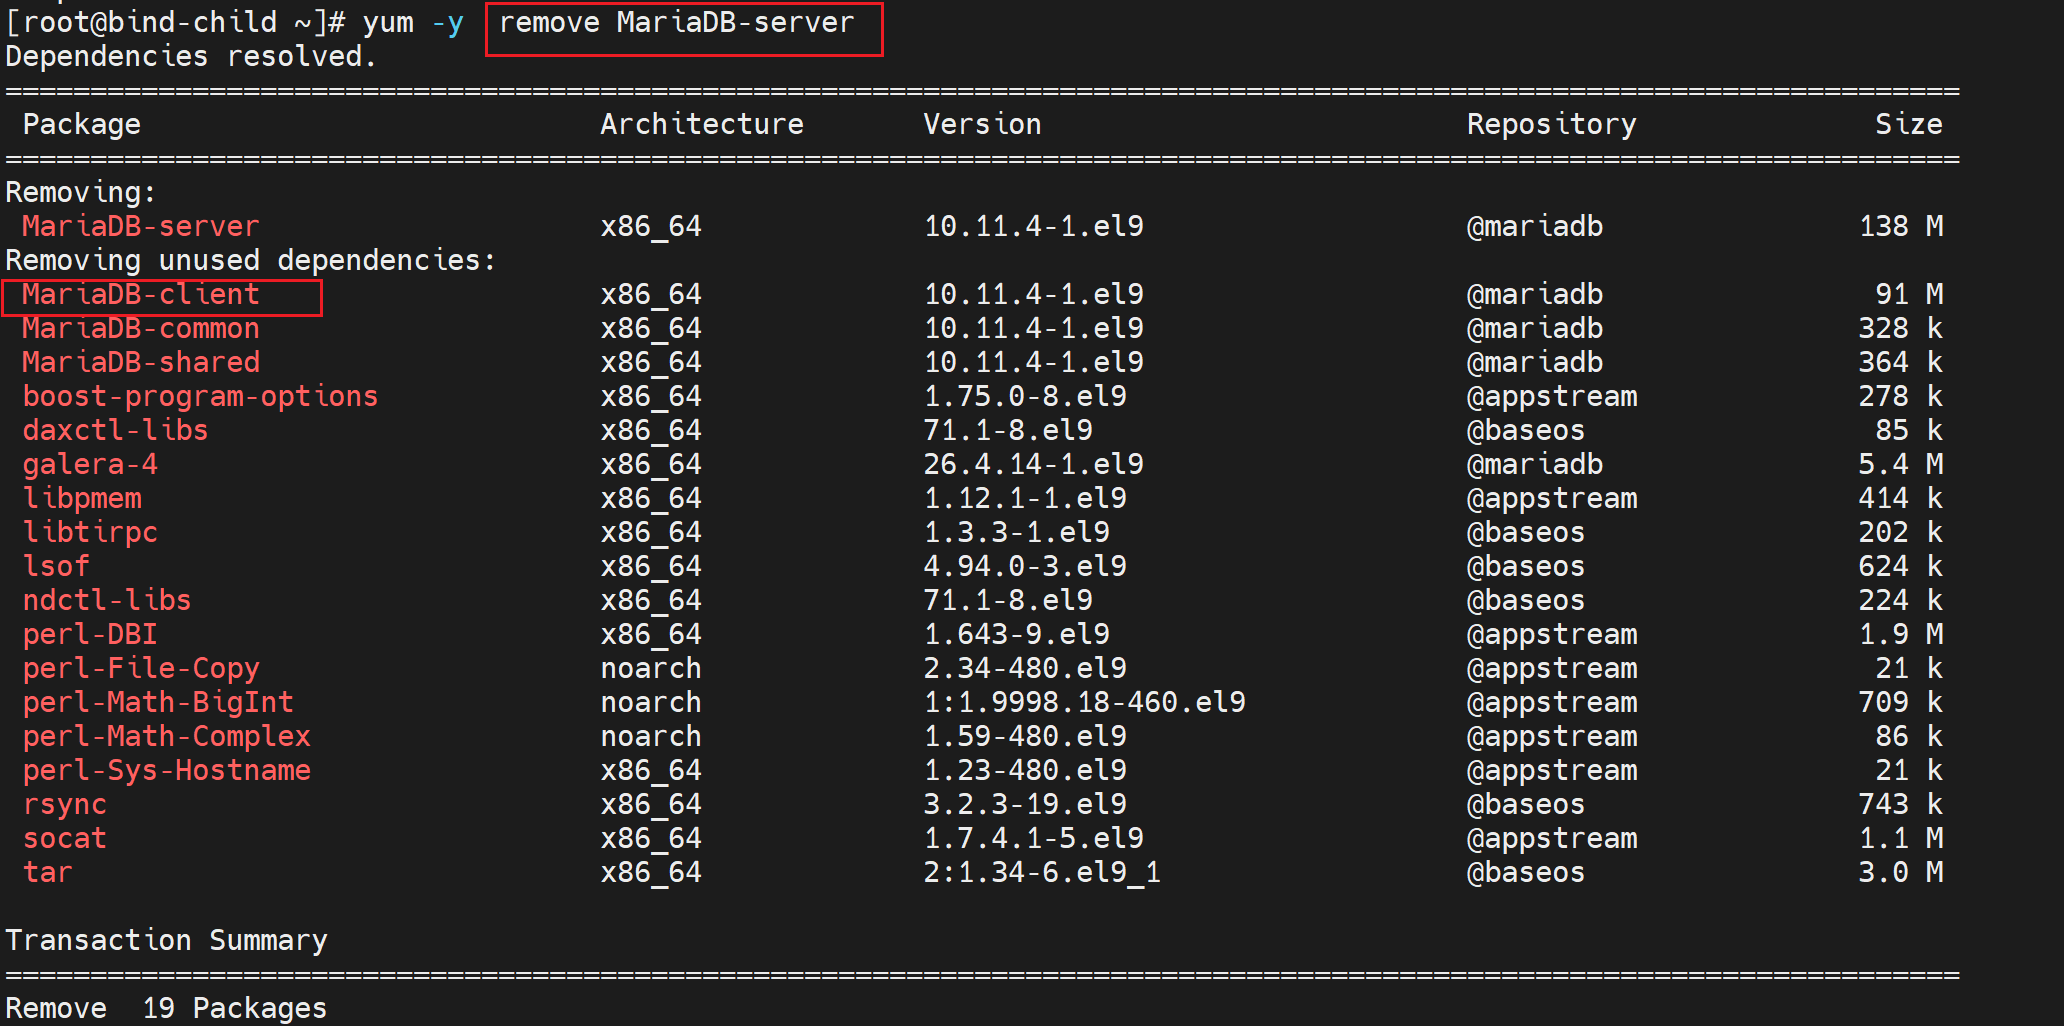 [root@bind-child ~]# yum -y remove MariaDB-server
Dependencies resolved.
===================================================================================================================
Package Architecture Version Repository Size
===================================================================================================================
Removing:
MariaDB-server x86_64 10.11.4-1.el9 @mariadb 138 M
Removing unused dependencies:
MariaDB-client x86_64 10.11.4-1.el9 @mariadb 91 M
MariaDB-common x86_64 10.11.4-1.el9 @mariadb 328 k
MariaDB-shared x86_64 10.11.4-1.el9 @mariadb 364 k
boost-program-options x86_64 1.75.0-8.el9 @appstream 278 k
daxctl-libs x86_64 71.1-8.el9 @baseos 85 k
galera-4 x86_64 26.4.14-1.el9 @mariadb 5.4 M
libpmem x86_64 1.12.1-1.el9 @appstream 414 k
libtirpc x86_64 1.3.3-1.el9 @baseos 202 k
lsof x86_64 4.94.0-3.el9 @baseos 624 k
ndctl-libs x86_64 71.1-8.el9 @baseos 224 k
perl-DBI x86_64 1.643-9.el9 @appstream 1.9 M
perl-File-Copy noarch 2.34-480.el9 @appstream 21 k
perl-Math-BigInt noarch 1:1.9998.18-460.el9 @appstream 709 k
perl-Math-Complex noarch 1.59-480.el9 @appstream 86 k
perl-Sys-Hostname x86_64 1.23-480.el9 @appstream 21 k
rsync x86_64 3.2.3-19.el9 @baseos 743 k
socat x86_64 1.7.4.1-5.el9 @appstream 1.1 M
tar x86_64 2:1.34-6.el9_1 @baseos 3.0 M
Transaction Summary
===================================================================================================================
Remove 19 Packages